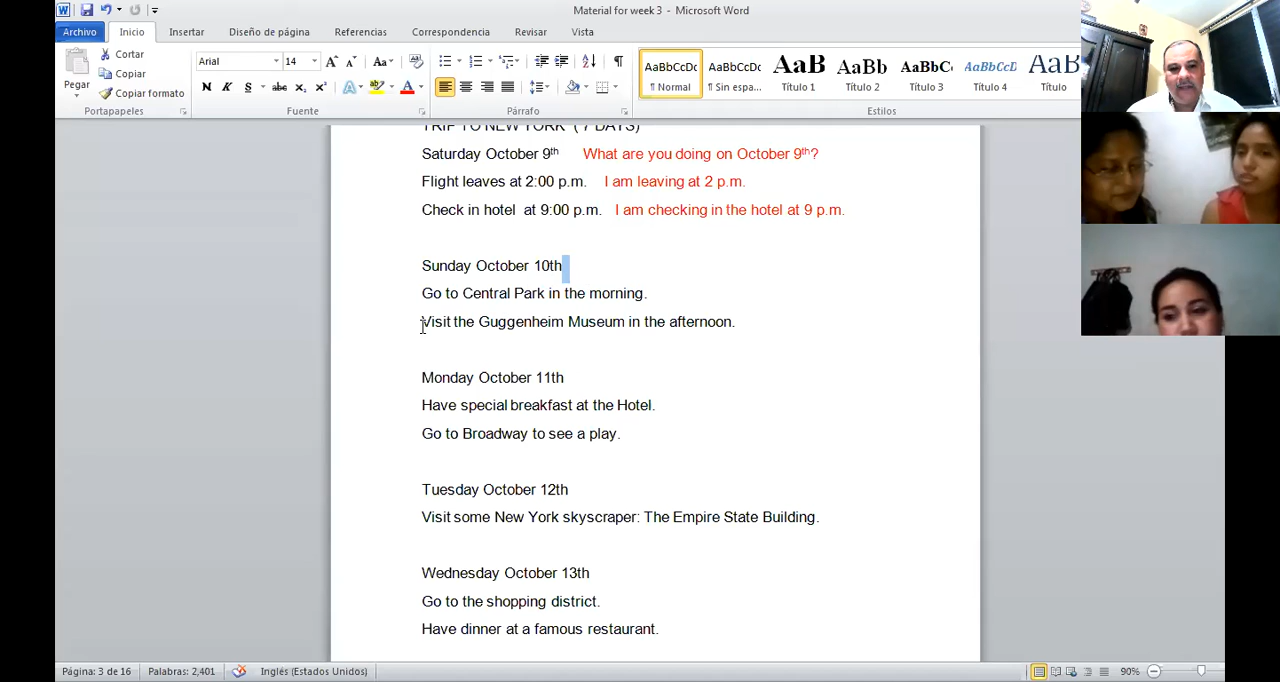 Material for week 3 - Microsoft Word
Archivo Inicio Insertar Diseño de página Referencias Correspondencia Revisar Vista
Cortar
Copiar
Copiar formato
Pegar
Portapapeles
Arial 14
Fuente
Párrafo
AaBbCcDc AaBbCcDc AaB AaBb AaBbC AaBbCcD AaB
¶ Normal ¶ Sin espa... Título 1 Título 2 Título 3 Título 4 Título
Estilos
TRIP TO NEW YORK ( 7 DAYS)
Saturday October 9th What are you doing on October 9th?
Flight leaves at 2:00 p.m. I am leaving at 2 p.m.
Check in hotel at 9:00 p.m. I am checking in the hotel at 9 p.m.
Sunday October 10th
Go to Central Park in the morning.
Visit the Guggenheim Museum in the afternoon.
Monday October 11th
Have special breakfast at the Hotel.
Go to Broadway to see a play.
Tuesday October 12th
Visit some New York skyscraper: The Empire State Building.
Wednesday October 13th
Go to the shopping district.
Have dinner at a famous restaurant.
Página: 3 de 16 Palabras: 2,401 Inglés (Estados Unidos) 90%